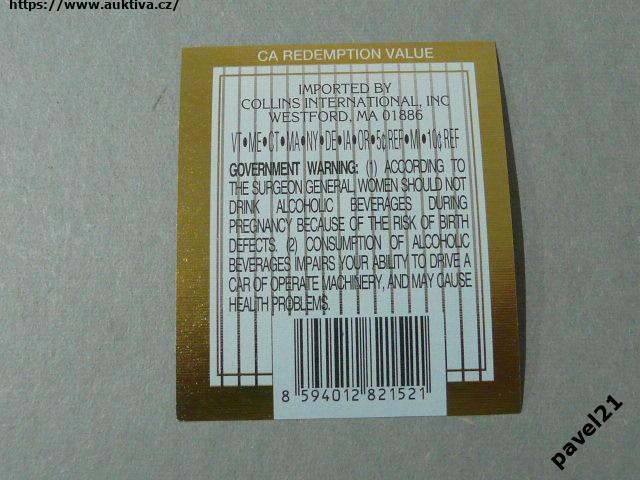 https://www.auktiva.cz/
CA REDEMPTION VALUE
IMPORTED BY
COLLINS INTERNATIONAL, INC
WESTFORD, MA 01886
VT•ME•CT•MA•NY•DE•IA•OR•5¢REF•MI•10¢REF
GOVERNMENT WARNING: (1) ACCORDING TO
THE SURGEON GENERAL WOMEN SHOULD NOT
DRINK ALCOHOLIC BEVERAGES DURING
PREGNANCY BECAUSE OF THE RISK OF BIRTH
DEFECTS. (2) CONSUMPTION OF ALCOHOLIC
BEVERAGES IMPAIRS YOUR ABILITY TO DRIVE A
CAR OF OPERATE MACHINERY, AND MAY CAUSE
HEALTH PROBLEMS.
8 594012 821521
pavel21